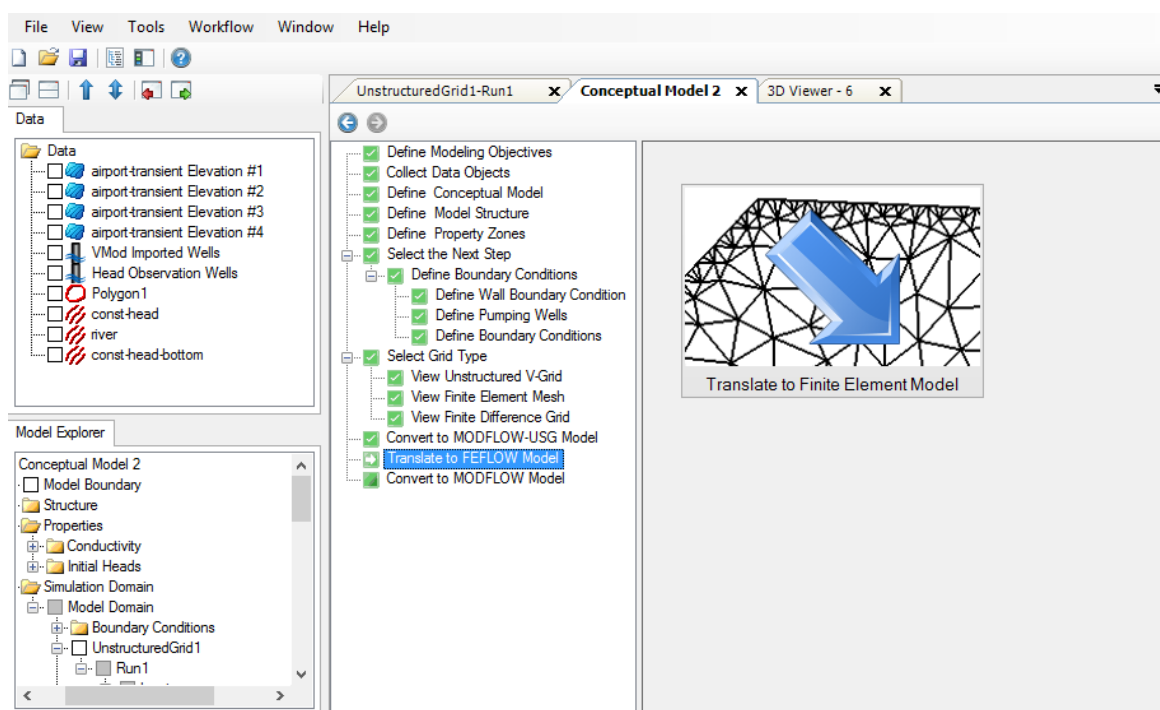 File View Tools Workflow Window Help
Data
Data
airport-transient Elevation #1
airport-transient Elevation #2
airport-transient Elevation #3
airport-transient Elevation #4
VMod Imported Wells
Head Observation Wells
Polygon1
const-head
river
const-head-bottom
Model Explorer
Conceptual Model 2
Model Boundary
Structure
Properties
Conductivity
Initial Heads
Simulation Domain
Model Domain
Boundary Conditions
UnstructuredGrid1
Run1
UnstructuredGrid1-Run1 x Conceptual Model 2 x 3D Viewer - 6 x
Define Modeling Objectives
Collect Data Objects
Define Conceptual Model
Define Model Structure
Define Property Zones
Select the Next Step
Define Boundary Conditions
Define Wall Boundary Condition
Define Pumping Wells
Define Boundary Conditions
Select Grid Type
View Unstructured V-Grid
View Finite Element Mesh
View Finite Difference Grid
Convert to MODFLOW-USG Model
Translate to FEFLOW Model
Convert to MODFLOW Model
Translate to Finite Element Model